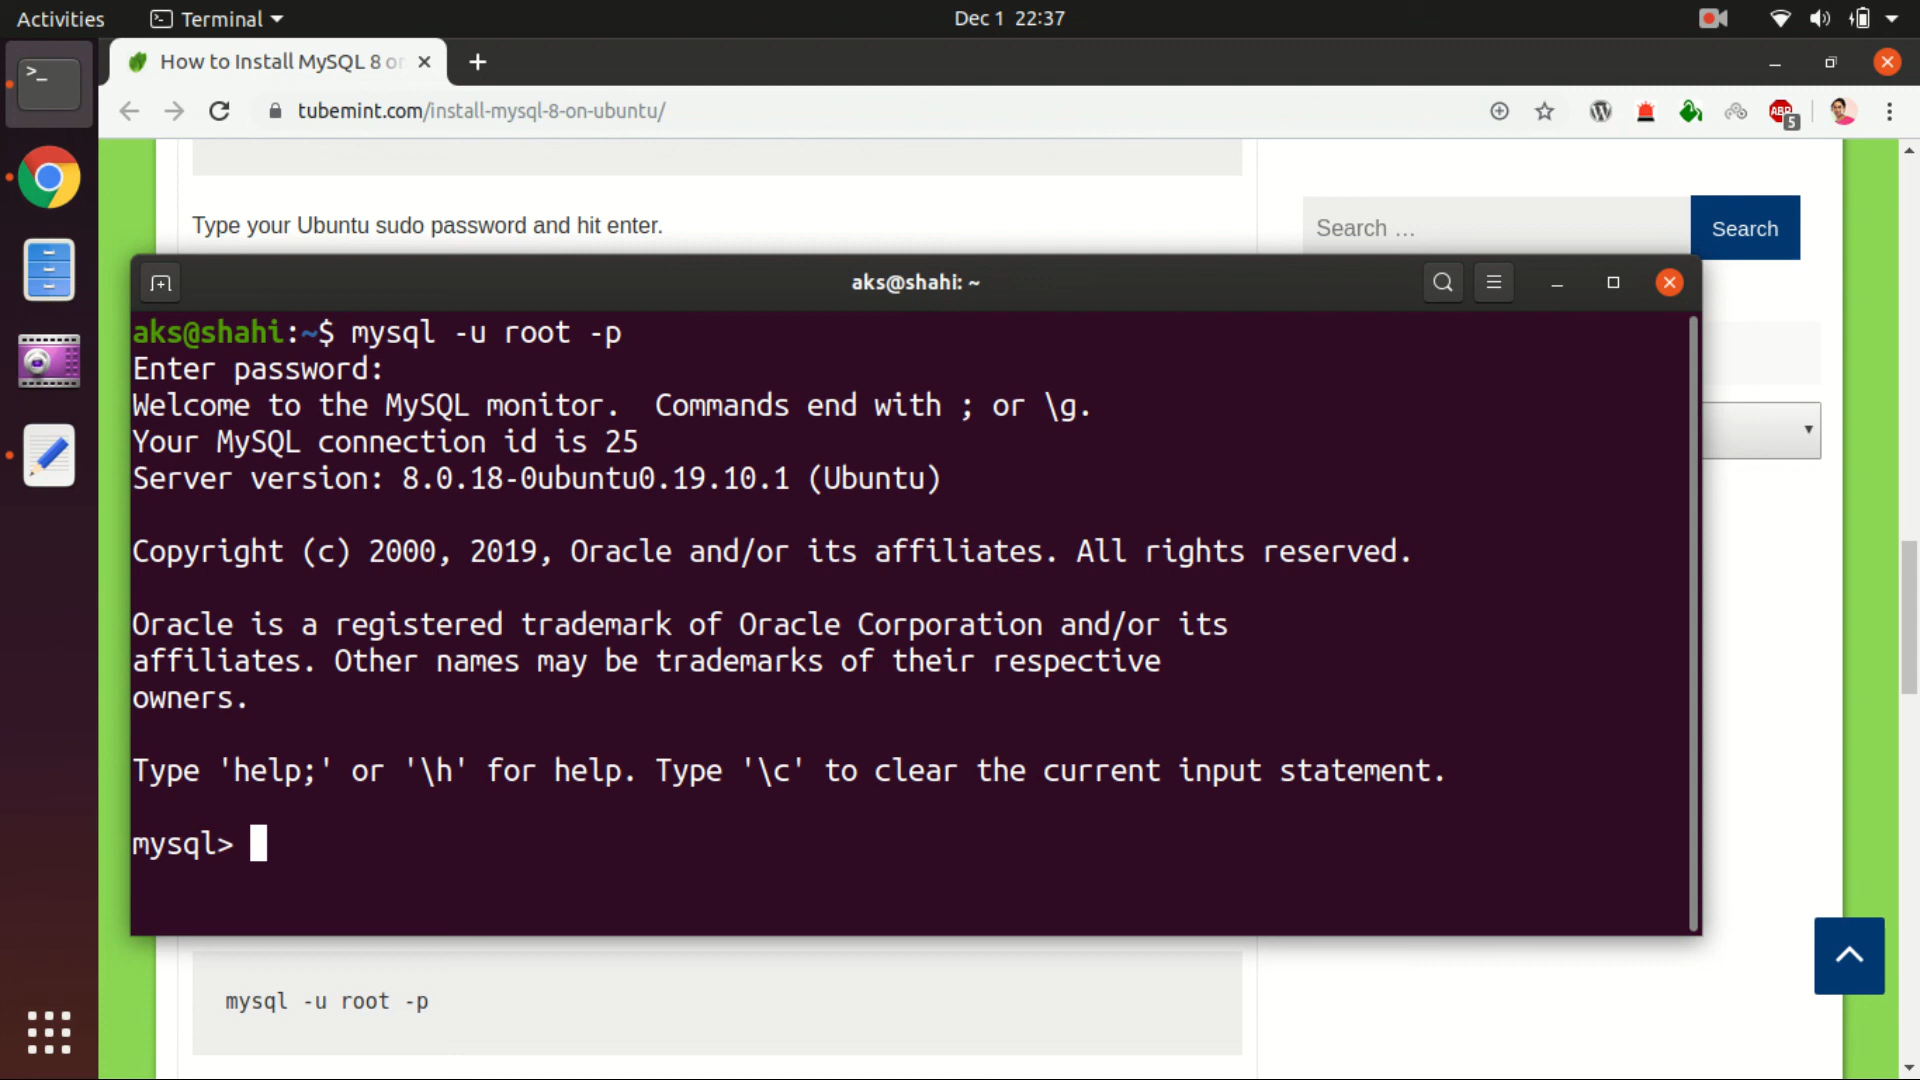 Activities
Terminal
Dec 1 22:37
How to Install MySQL 8 or
tubemint.com/install-mysql-8-on-ubuntu/
ABP
5
Type your Ubuntu sudo password and hit enter.
Search …
Search
aks@shahi: ~
aks@shahi:~$ mysql -u root -p
Enter password:
Welcome to the MySQL monitor.  Commands end with ; or \g.
Your MySQL connection id is 25
Server version: 8.0.18-0ubuntu0.19.10.1 (Ubuntu)
Copyright (c) 2000, 2019, Oracle and/or its affiliates. All rights reserved.
Oracle is a registered trademark of Oracle Corporation and/or its
affiliates. Other names may be trademarks of their respective
owners.
Type 'help;' or '\h' for help. Type '\c' to clear the current input statement.
mysql>
mysql -u root -p